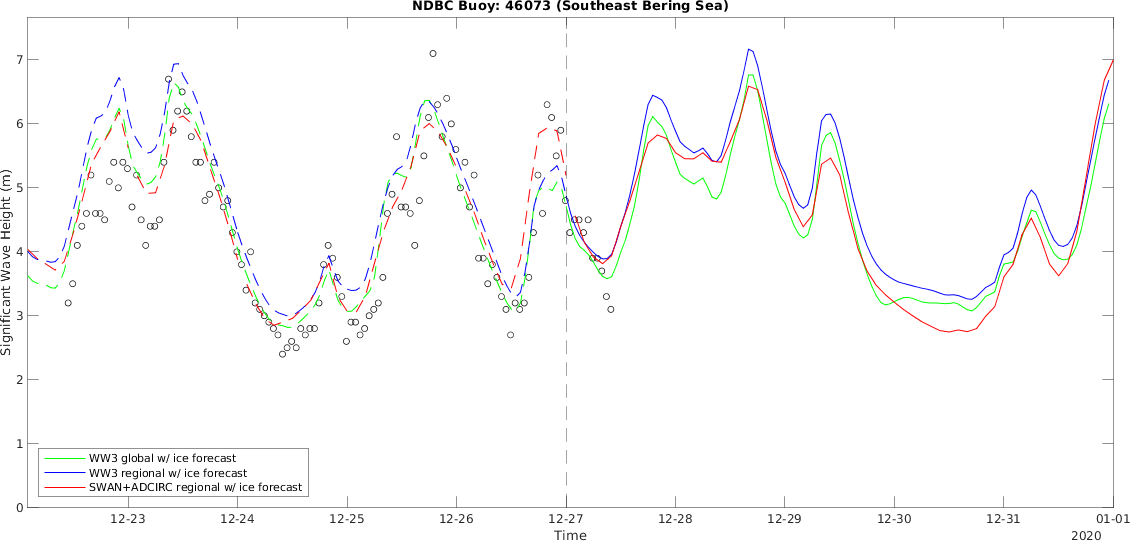 NDBC Buoy: 46073 (Southeast Bering Sea)
Significant Wave Height (m)
7
6
5
4
3
2
1
0
WW3 global w/ ice forecast
WW3 regional w/ ice forecast
SWAN+ADCIRC regional w/ ice forecast
12-23 12-24 12-25 12-26 12-27 12-28 12-29 12-30 12-31 01-01
Time
2020